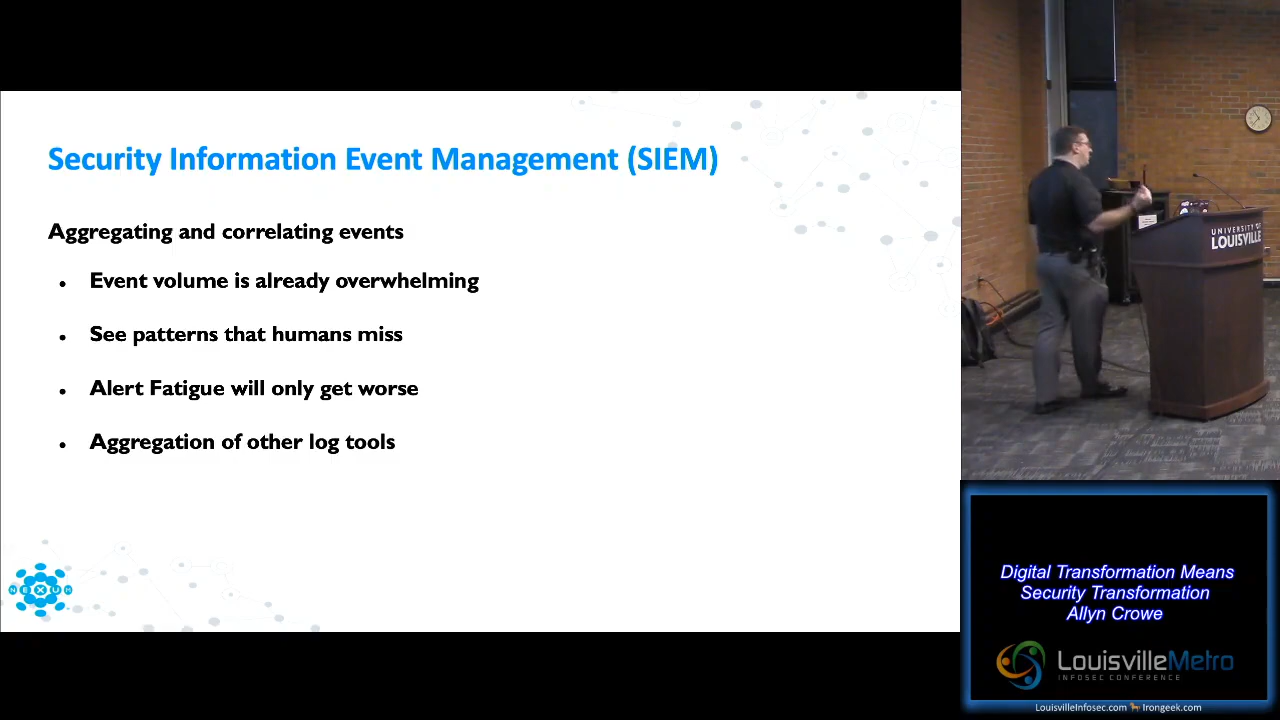 Security Information Event Management (SIEM)
Aggregating and correlating events
• Event volume is already overwhelming
• See patterns that humans miss
• Alert Fatigue will only get worse
• Aggregation of other log tools
NEXUM
UNIVERSITY OF
LOUISVILLE
Digital Transformation Means
Security Transformation
Allyn Crowe
LouisvilleMetro
INFOSEC CONFERENCE
LouisvilleInfosec.com Irongeek.com